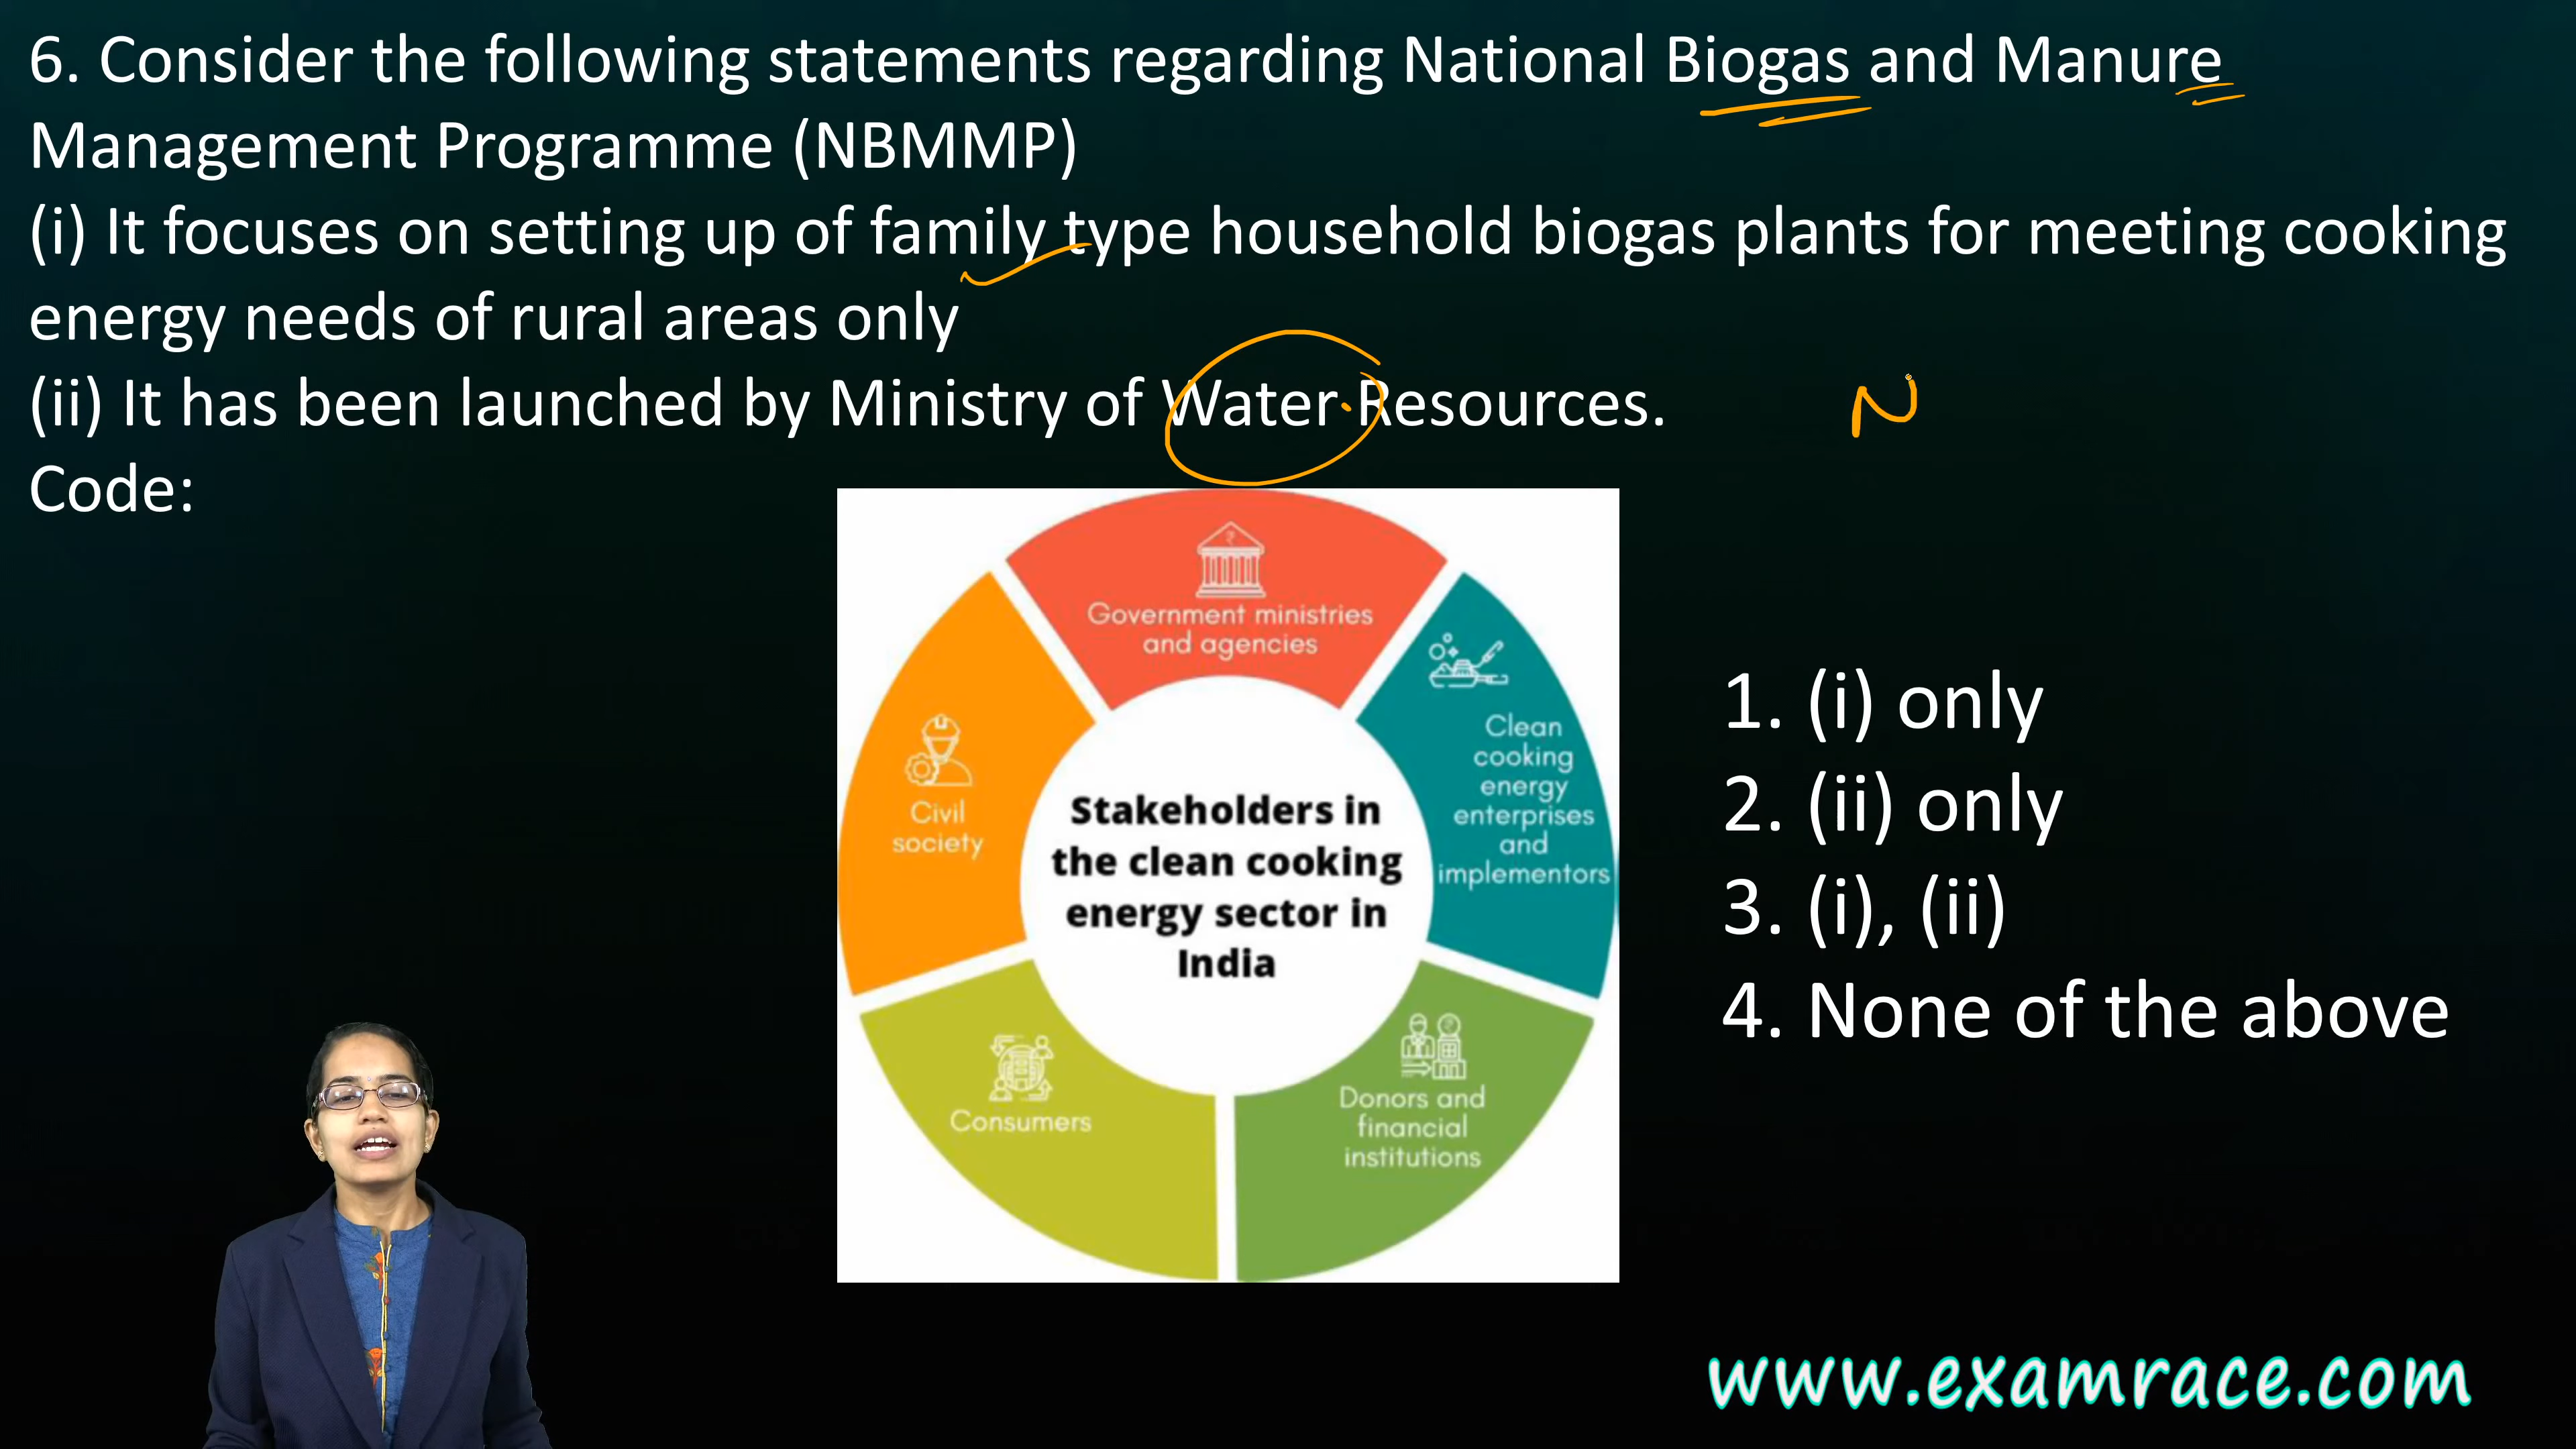 6. Consider the following statements regarding National Biogas and Manure
Management Programme (NBMMP)
(i) It focuses on setting up of family type household biogas plants for meeting cooking
energy needs of rural areas only
(ii) It has been launched by Ministry of Water Resources.
N
Code:
Government ministries
and agencies
Clean
cooking
energy
enterprises
and
implementors
Civil
society
Stakeholders in
the clean cooking
energy sector in
India
Consumers
Donors and
financial
institutions
1. (i) only
2. (ii) only
3. (i), (ii)
4. None of the above
www.examrace.com